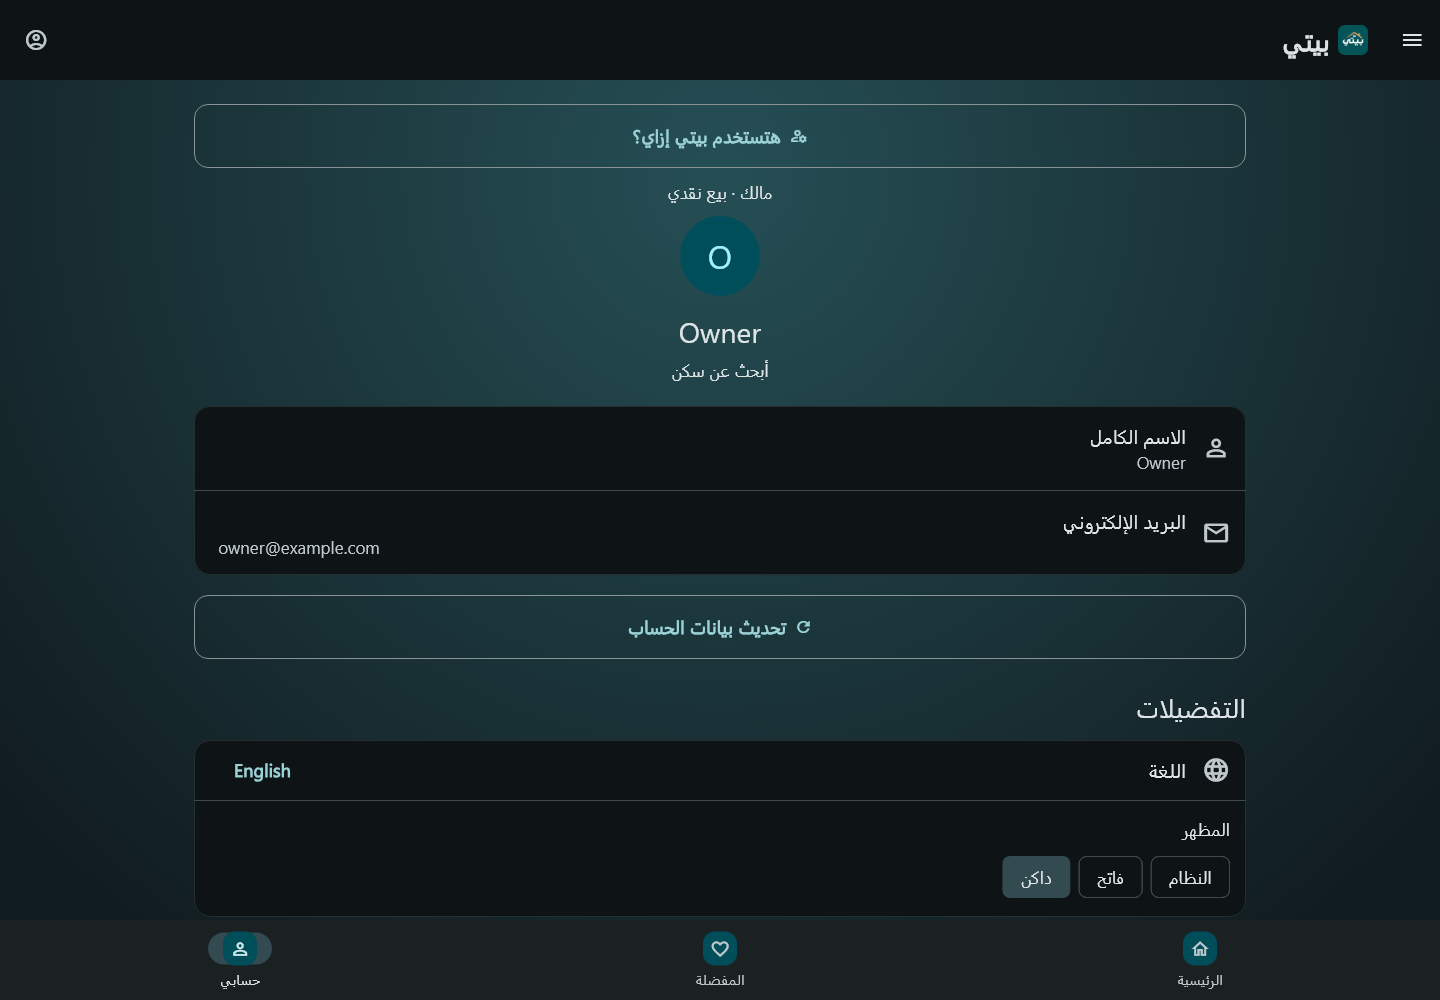 بيتي
بيتي
هتستخدم بيتي إزاي؟
مالك · بيع نقدي
O
Owner
أبحث عن سكن
الاسم الكامل
Owner
البريد الإلكتروني
owner@example.com
تحديث بيانات الحساب
التفضيلات
اللغة
English
المظهر
النظام
فاتح
داكن
الرئيسية
المفضلة
حسابي